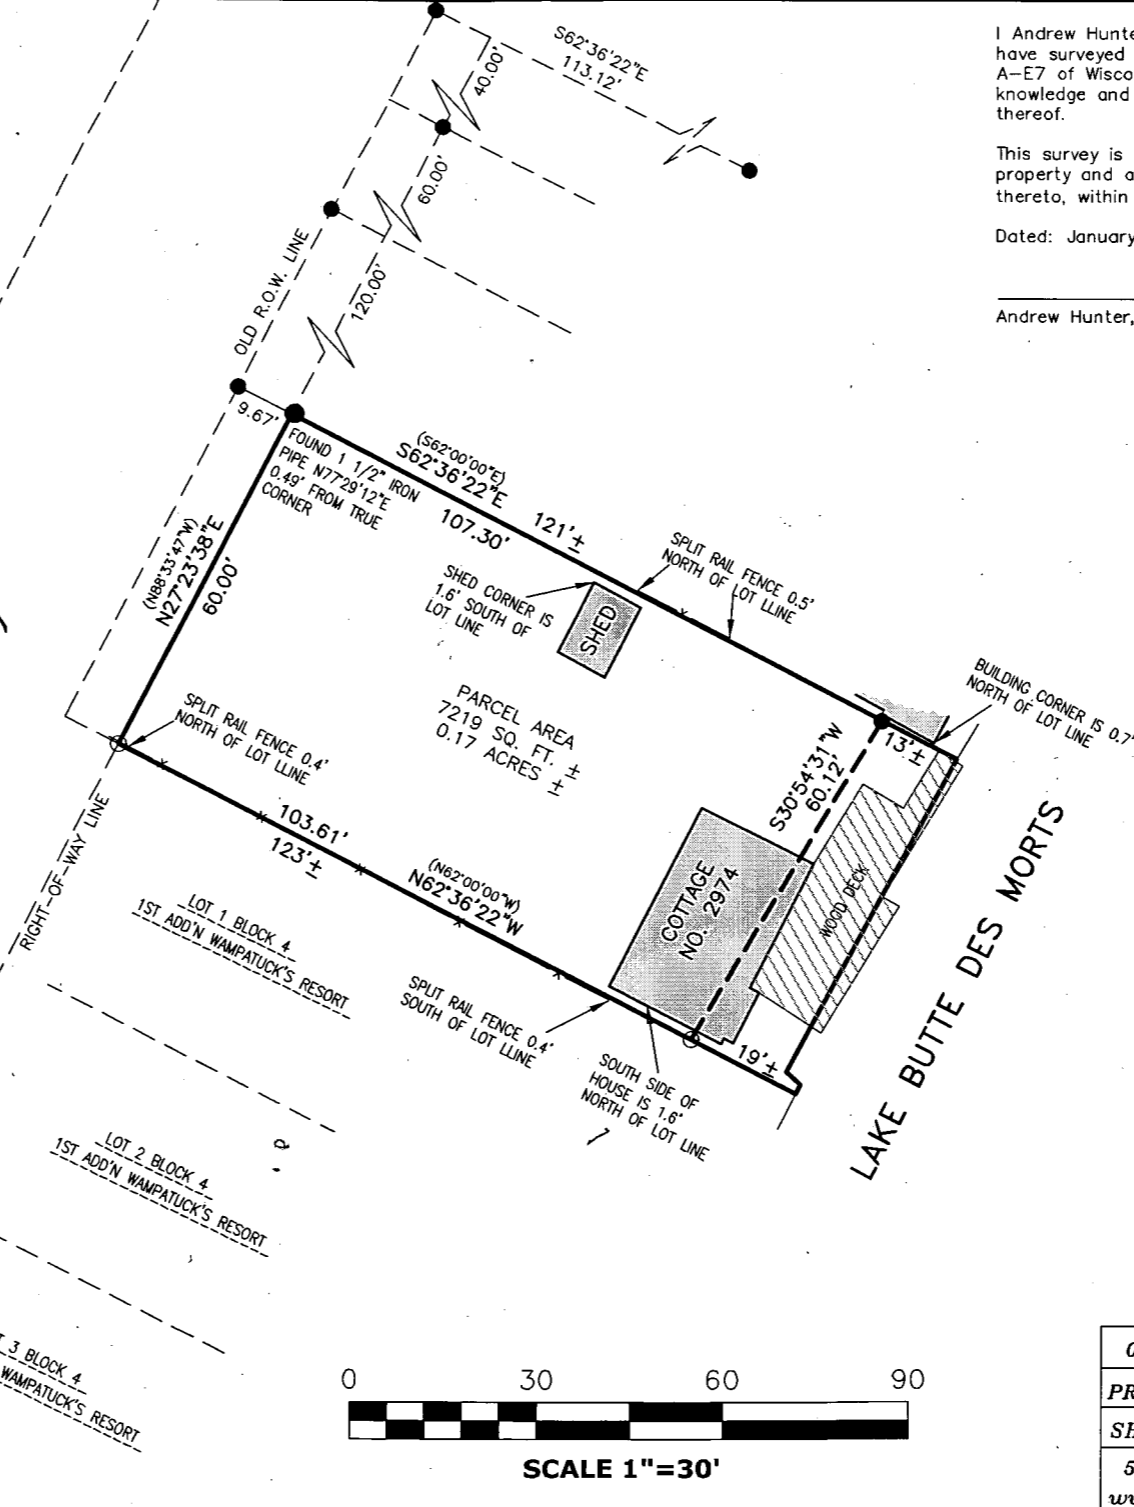 S62°36'22"E
113.12'
40.00'
60.00'
120.00'
OLD R.O.W. LINE
9.67'
I Andrew Hunte
have surveyed
A-E7 of Wisco
knowledge and
thereof.
This survey is
property and a
thereto, within
Dated: January
Andrew Hunter,
FOUND 1 1/2" IRON
PIPE N77°29'12"E
0.49' FROM TRUE
CORNER
(S62°00'00"E)
S62°36'22"E
107.30'
121'±
(N88°33'47"W)
N27°23'38"E
60.00'
SPLIT RAIL FENCE 0.5'
NORTH OF LOT LLINE
SHED CORNER IS
1.6' SOUTH OF
LOT LINE
SHED
PARCEL AREA
7219 SQ. FT. ±
0.17 ACRES ±
BUILDING CORNER IS 0.7'
NORTH OF LOT LINE
13'±
S30°54'31"W
60.12'
SPLIT RAIL FENCE 0.4'
NORTH OF LOT LLINE
103.61'
123'±
(N62°00'00"W)
N62°36'22"W
COTTAGE
NO. 2974
WOOD DECK
LAKE BUTTE DES MORTS
RIGHT-OF-WAY LINE
LOT 1 BLOCK 4
1ST ADD'N WAMPATUCK'S RESORT
SPLIT RAIL FENCE 0.4'
SOUTH OF LOT LLINE
19'±
SOUTH SIDE OF
HOUSE IS 1.6'
NORTH OF LOT LINE
LOT 2 BLOCK 4
1ST ADD'N WAMPATUCK'S RESORT
T 3 BLOCK 4
WAMPATUCK'S RESORT
0 30 60 90
SCALE 1"=30'
PR
SH
5
wu